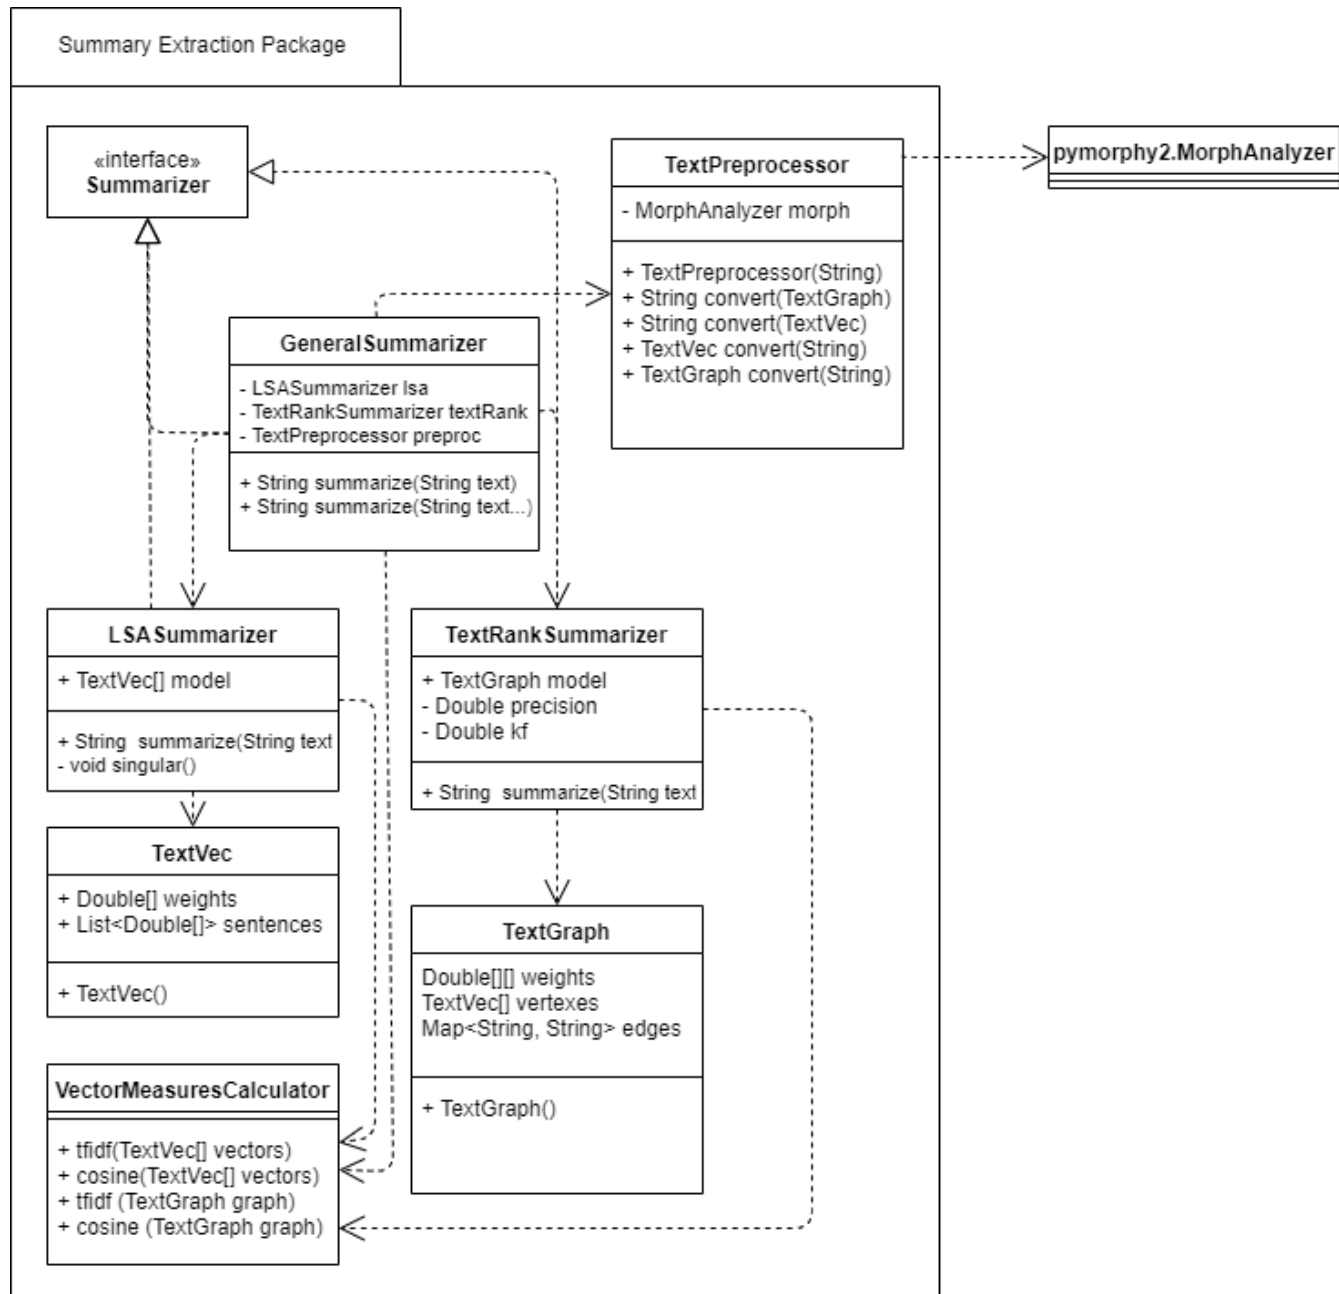 Summary Extraction Package
«interface»
Summarizer
TextPreprocessor
- MorphAnalyzer morph
+ TextPreprocessor(String)
+ String convert(TextGraph)
+ String convert(TextVec)
+ TextVec convert(String)
+ TextGraph convert(String)
pymorphy2.MorphAnalyzer
GeneralSummarizer
- LSASummarizer lsa
- TextRankSummarizer textRank
- TextPreprocessor preproc
+ String summarize(String text)
+ String summarize(String text...)
LSASummarizer
+ TextVec[] model
+ String  summarize(String text
- void singular()
TextRankSummarizer
+ TextGraph model
- Double precision
- Double kf
+ String  summarize(String text
TextVec
+ Double[] weights
+ List<Double[]> sentences
+ TextVec()
TextGraph
Double[][] weights
TextVec[] vertexes
Map<String, String> edges
+ TextGraph()
VectorMeasuresCalculator
+ tfidf(TextVec[] vectors)
+ cosine(TextVec[] vectors)
+ tfidf (TextGraph graph)
+ cosine (TextGraph graph)